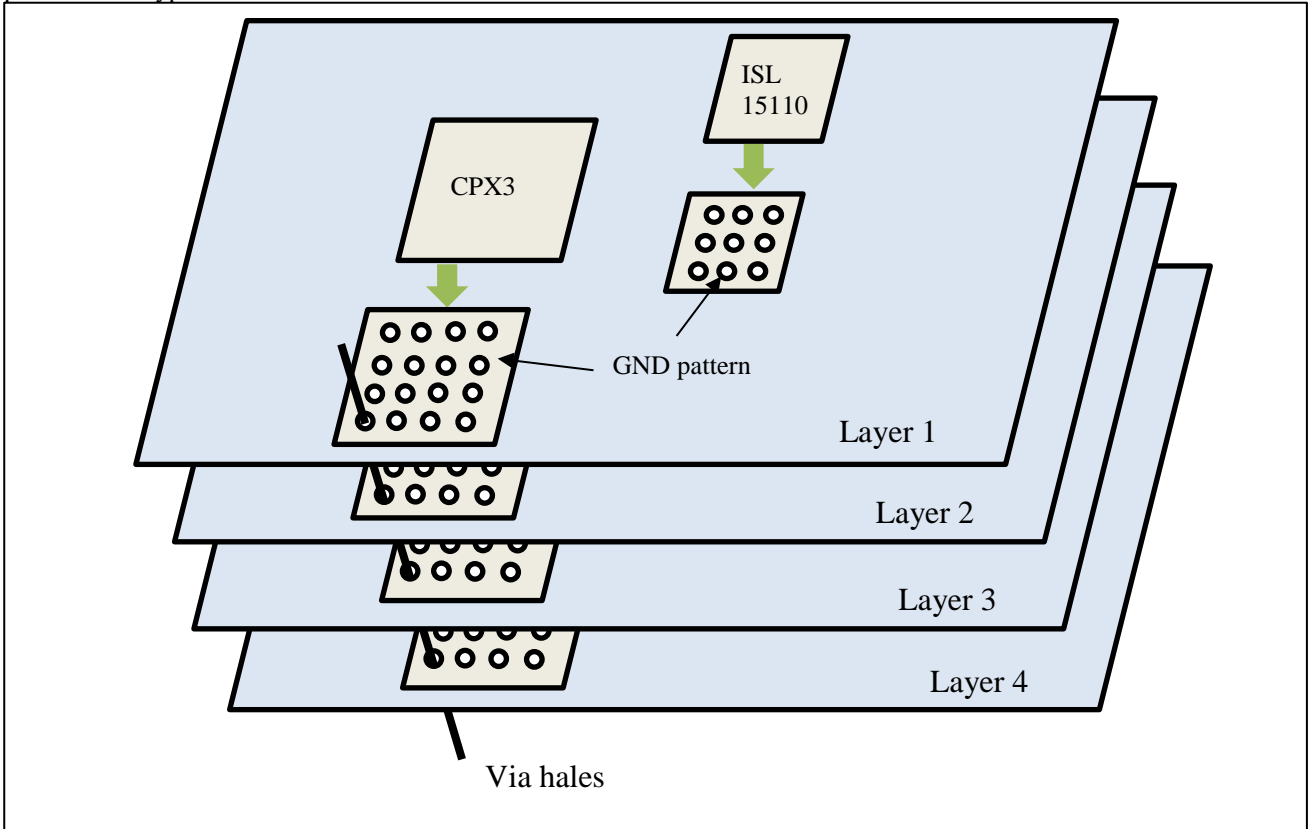 ISL
15110
CPX3
GND pattern
Layer 1
Layer 2
Layer 3
Layer 4
Via hales